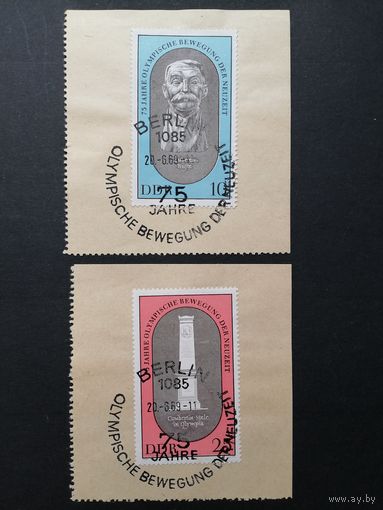 75 JAHRE OLYMPISCHE BEWEGUNG DER NEUZEIT
BERLIN
1085
20.-6.69
DDR 10
75
JAHRE
OLYMPISCHE BEWEGUNG DER NEUZEIT
JAHRE OLYMPISCHE BEWEGUNG DER NEUZEIT
BERLIN
1085
20.-6.69-11
Coubertin-Stele
in Olympia
DDR 25
75
JAHRE
OLYMPISCHE BEWEGUNG DER NEUZEIT
ay.by